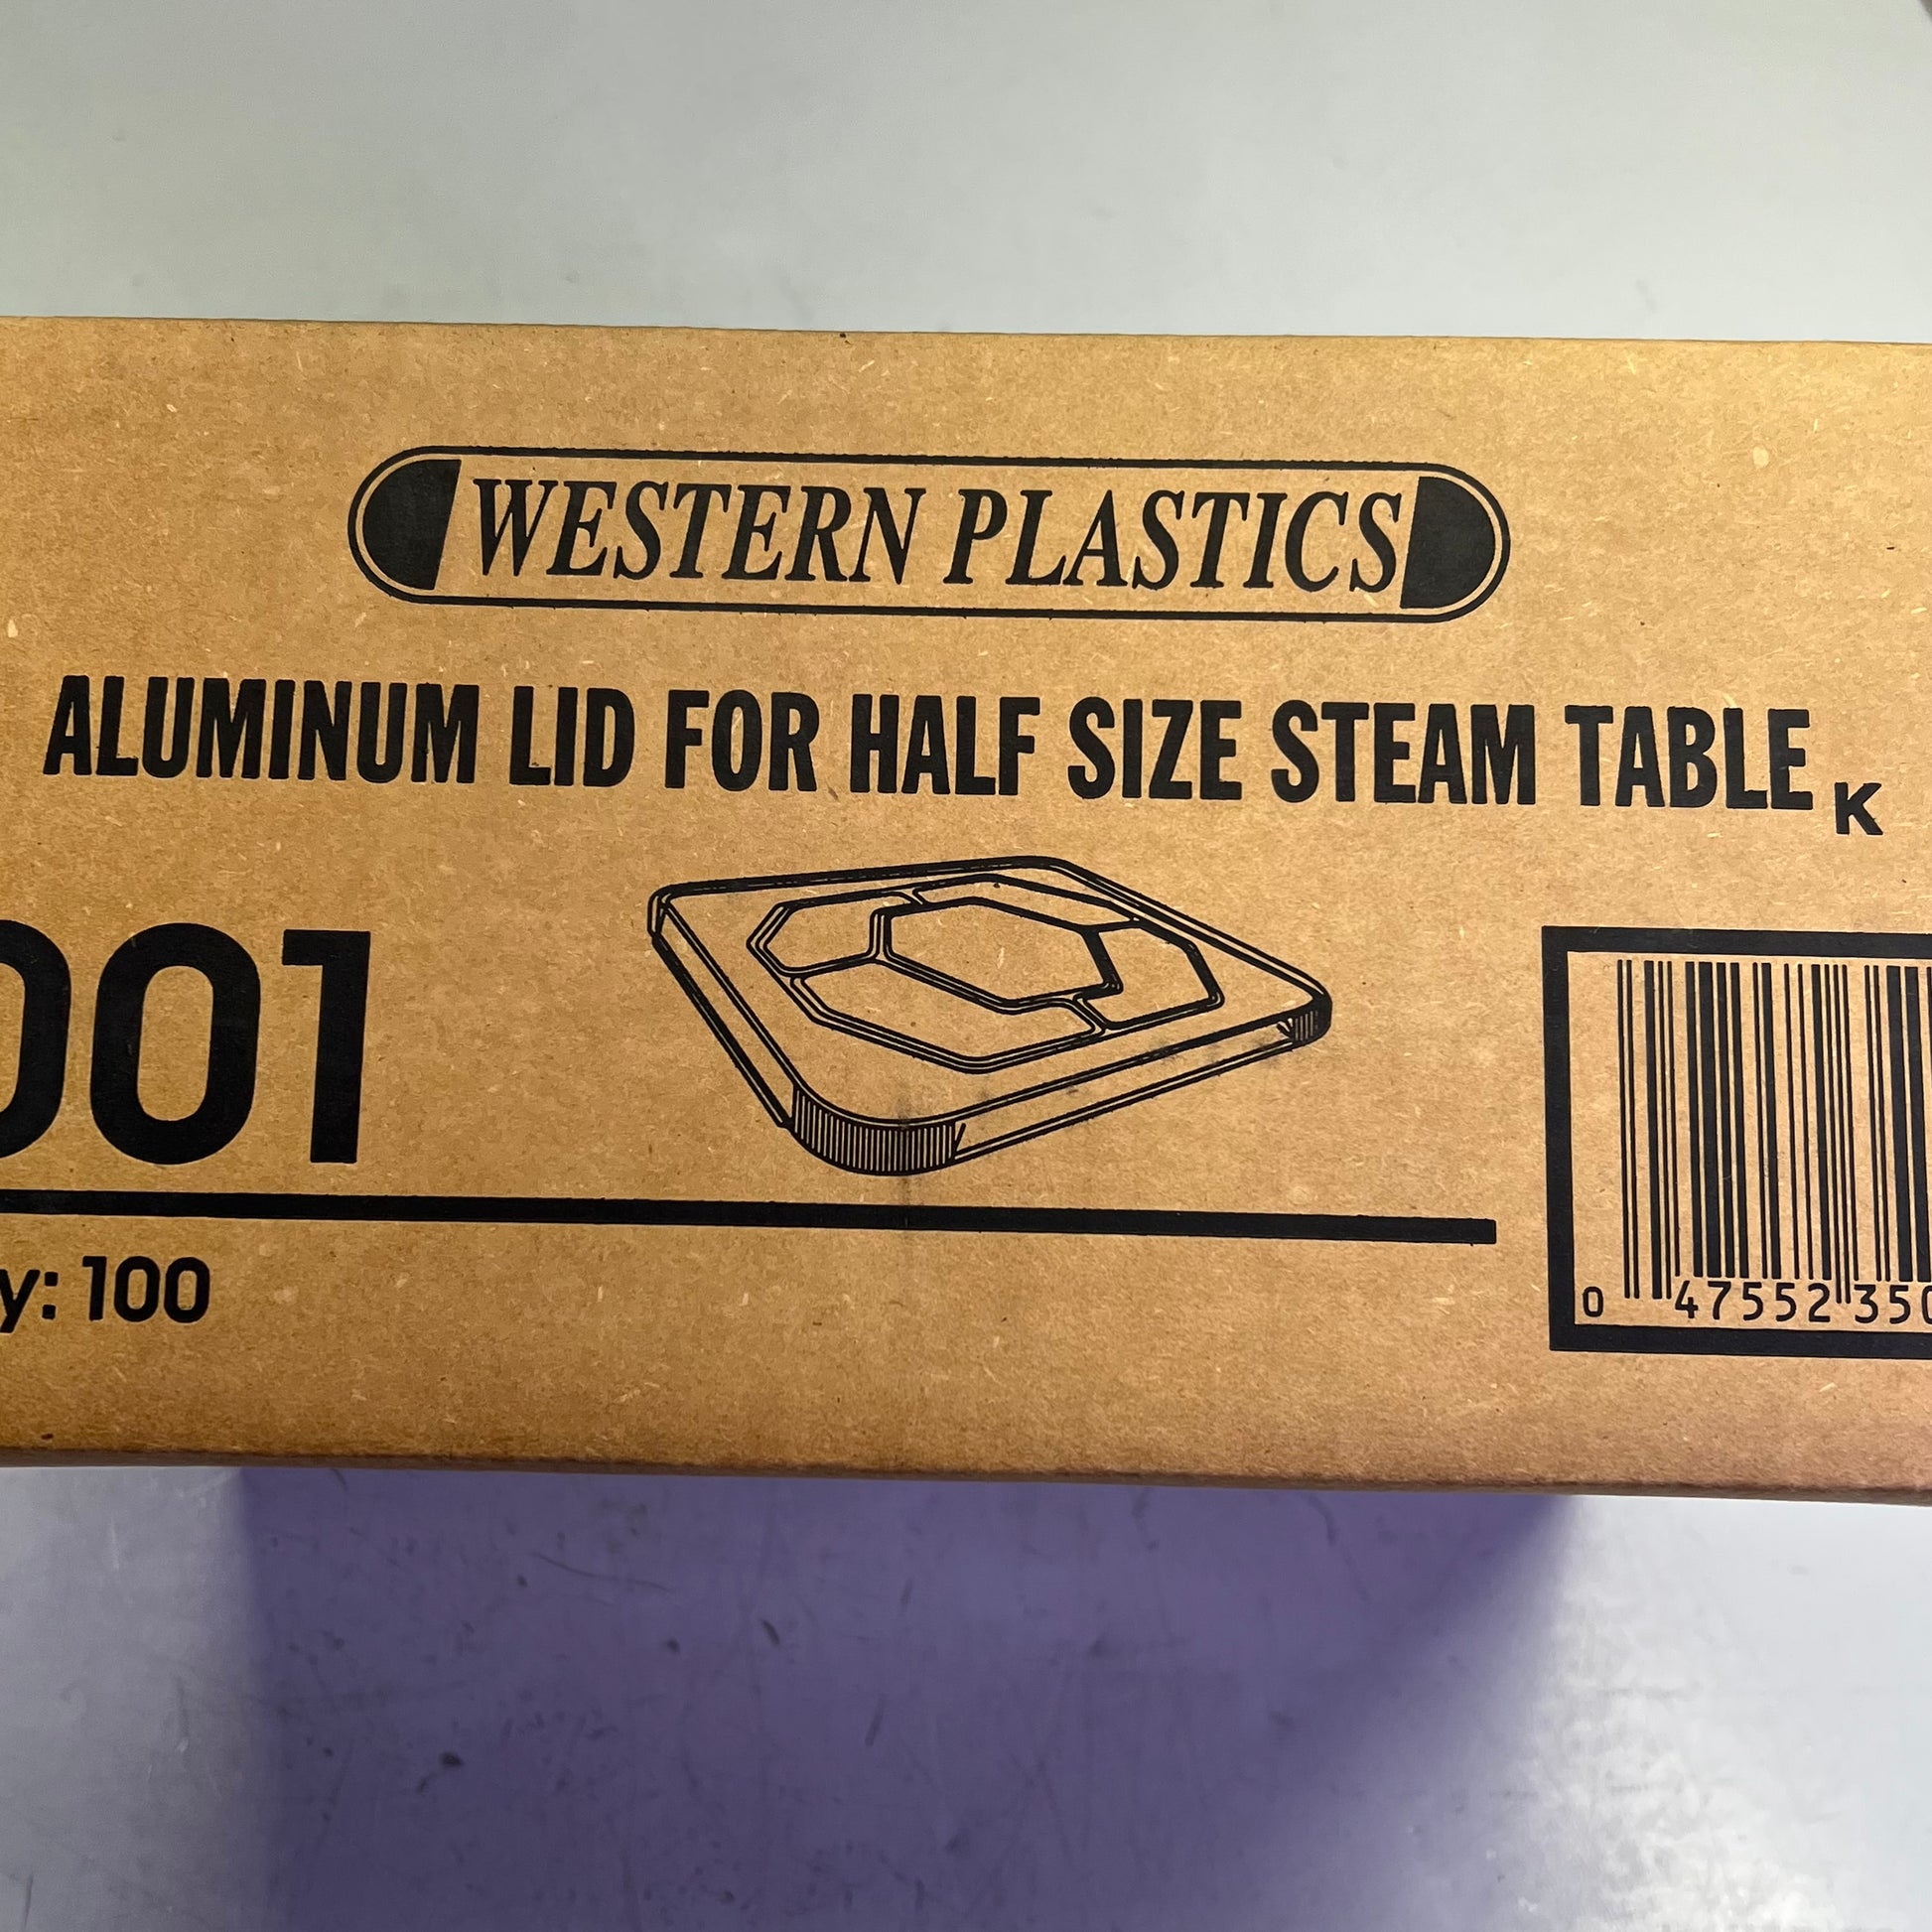 WESTERN PLASTICS
ALUMINUM LID FOR HALF SIZE STEAM TABLE K
001
y: 100
0 47552 350